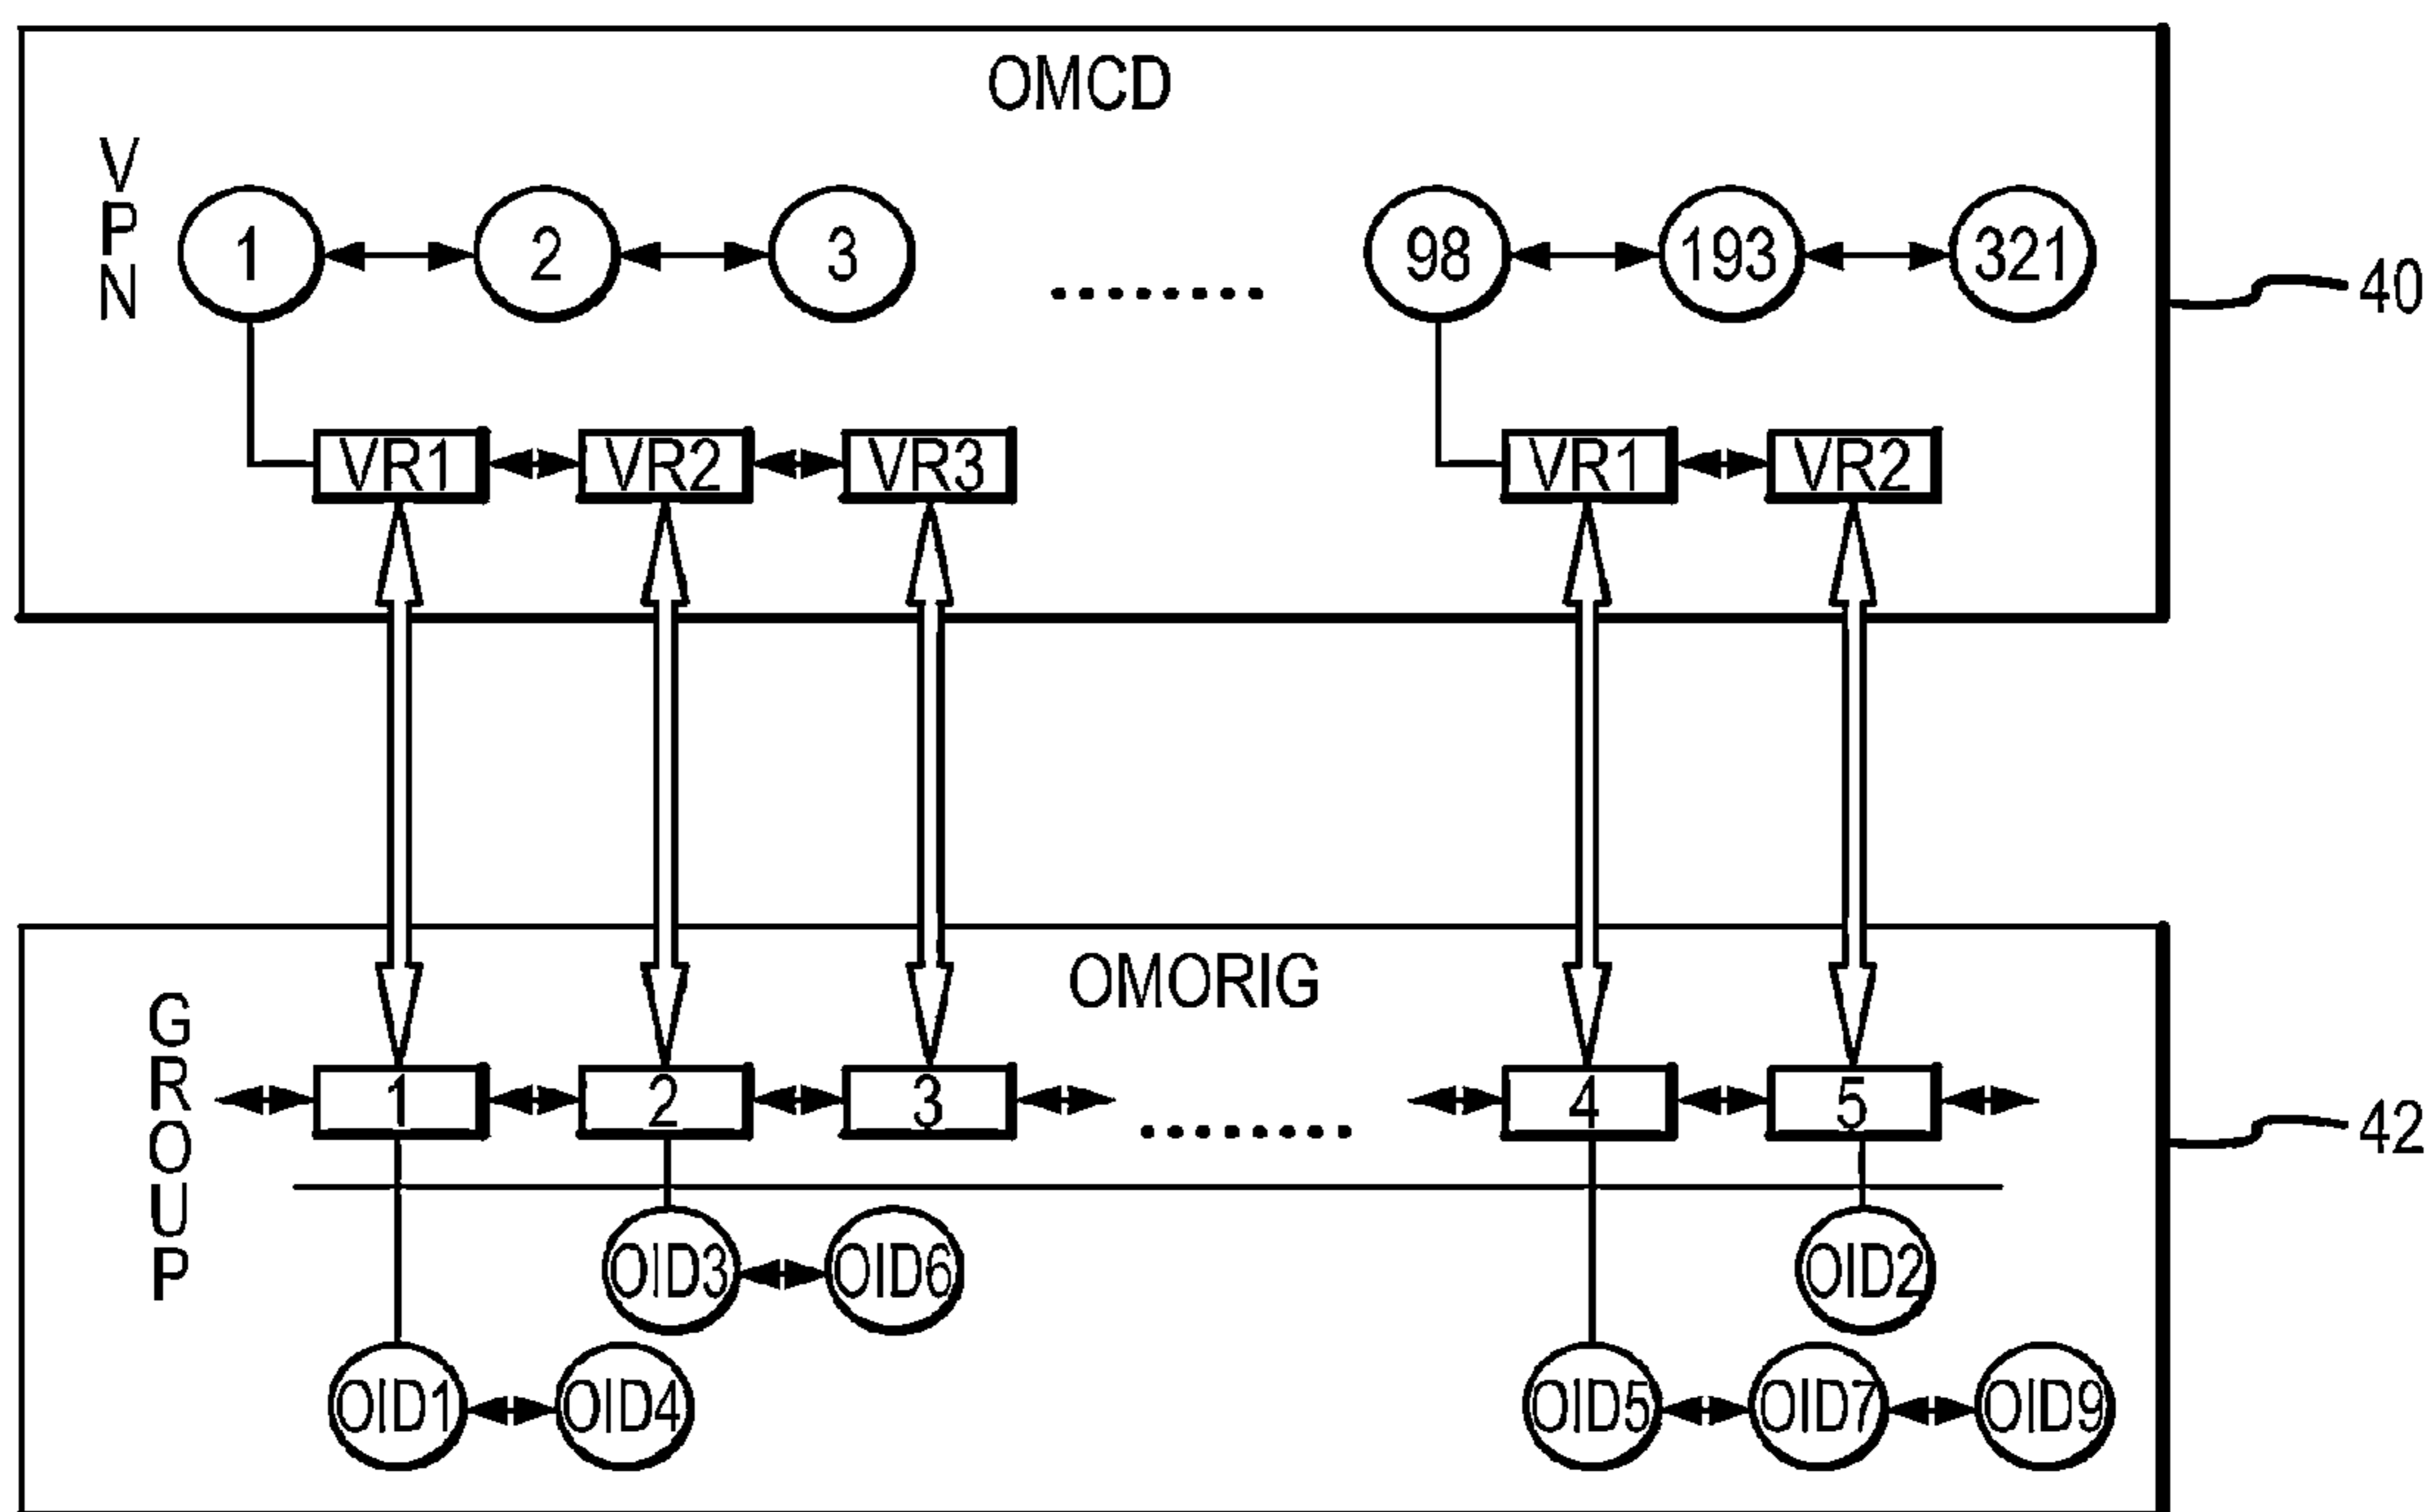 OMCD
VPN
1 2 3 ........ 98 193 321
40
VR1 VR2 VR3 VR1 VR2
OMORIG
GROUP
1 2 3 ........ 4 5
42
OID3 OID6 OID2
OID1 OID4 OID5 OID7 OID9